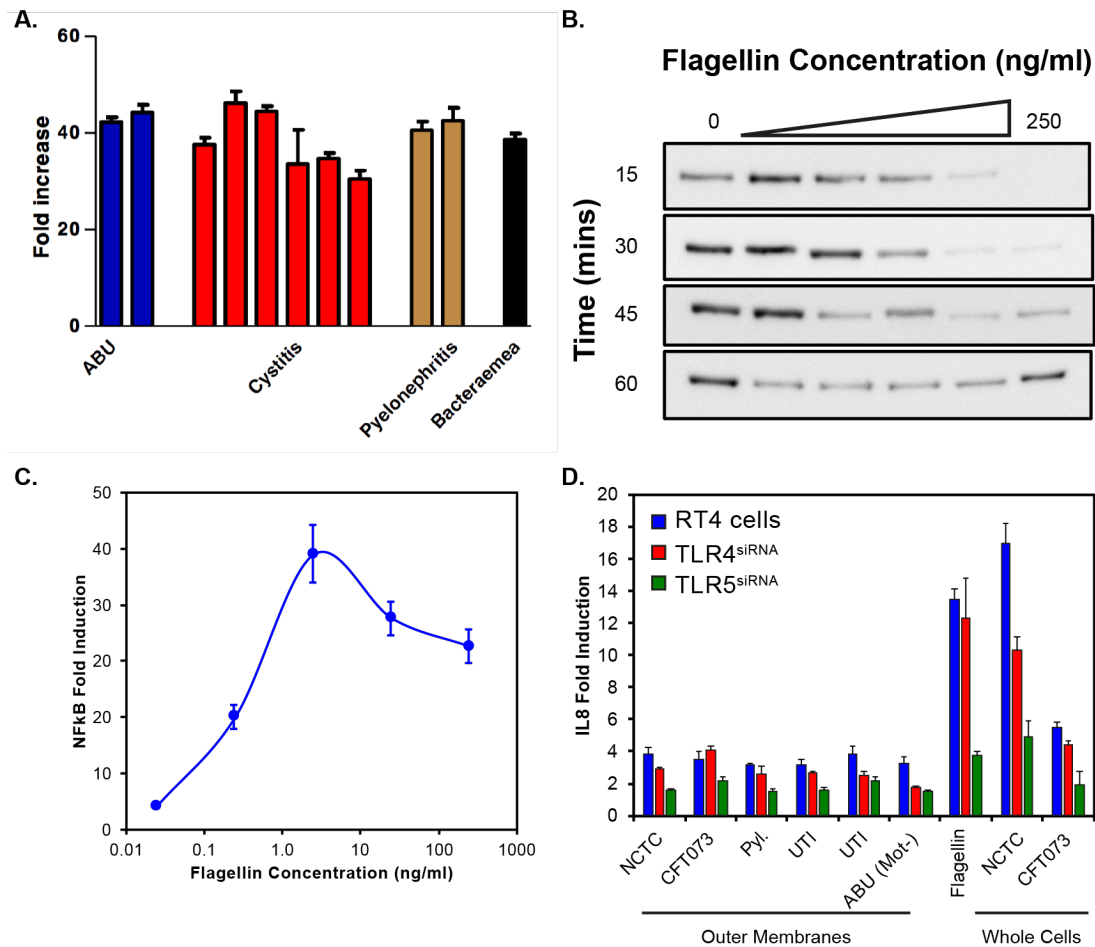 A.
60
40
20
0
Fold increase
ABU
Cystitis
Pyelonephritis
Bacteraemea
B.
Flagellin Concentration (ng/ml)
0
250
Time (mins)
15
30
45
60
C.
50
40
30
20
20
10
0
NFkB Fold Induction
0.01
0.1
1.0
10
100
1000
Flagellin Concentration (ng/ml)
D.
20
18
16
14
12
10
8
6
4
2
0
IL8 Fold Induction
RT4 cells
TLR4siRNA
TLR5siRNA
NCTC
CFT073
Pyl.
UTI
UTI
ABU (Mot-)
Flagellin
NCTC
CFT073
Outer Membranes
Whole Cells